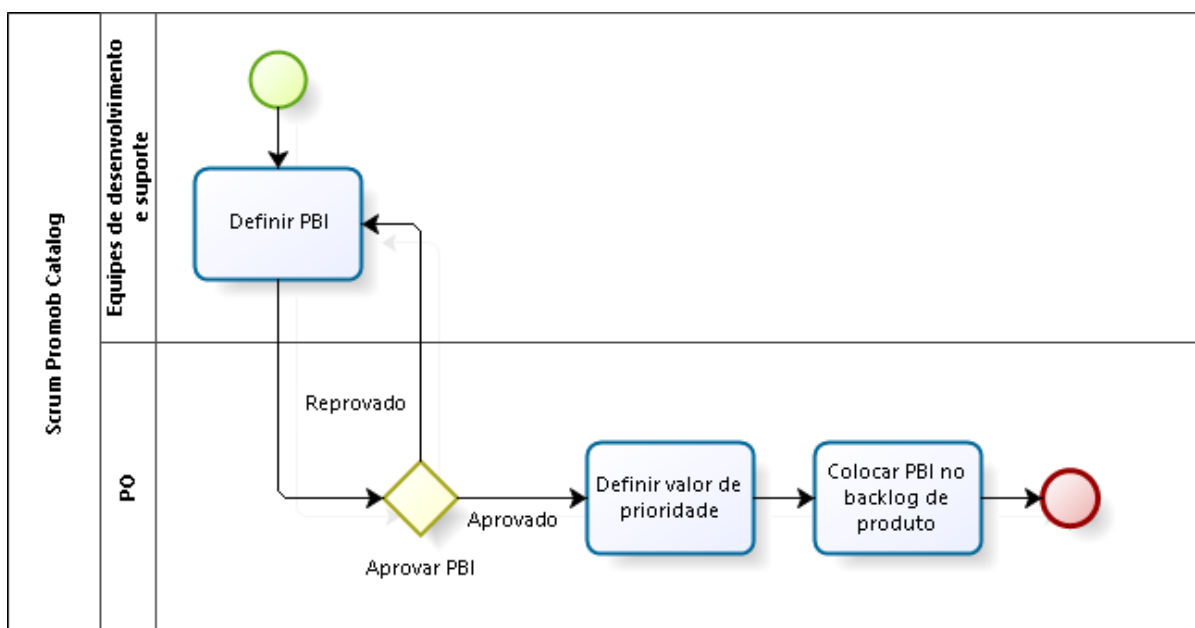 Scrum Promob Catalog
Equipes de desenvolvimento
e suporte
Definir PBI
Reprovado
PO
Aprovado
Aprovar PBI
Definir valor de
prioridade
Colocar PBI no
backlog de
produto